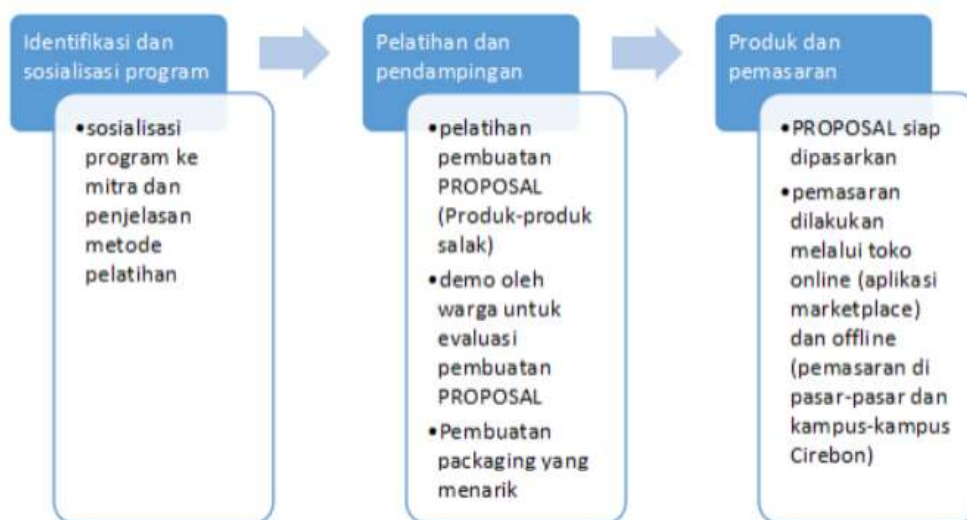 Identifikasi dan
sosialisasi program
•sosialisasi
program ke
mitra dan
penjelasan
metode
pelatihan
Pelatihan dan
pendampingan
•pelatihan
pembuatan
PROPOSAL
(Produk-produk
salak)
•demo oleh
warga untuk
evaluasi
pembuatan
PROPOSAL
•Pembuatan
packaging yang
menarik
Produk dan
pemasaran
•PROPOSAL siap
dipasarkan
•pemasaran
dilakukan
melalui toko
online (aplikasi
marketplace)
dan offline
(pemasaran di
pasar-pasar dan
kampus-kampus
Cirebon)